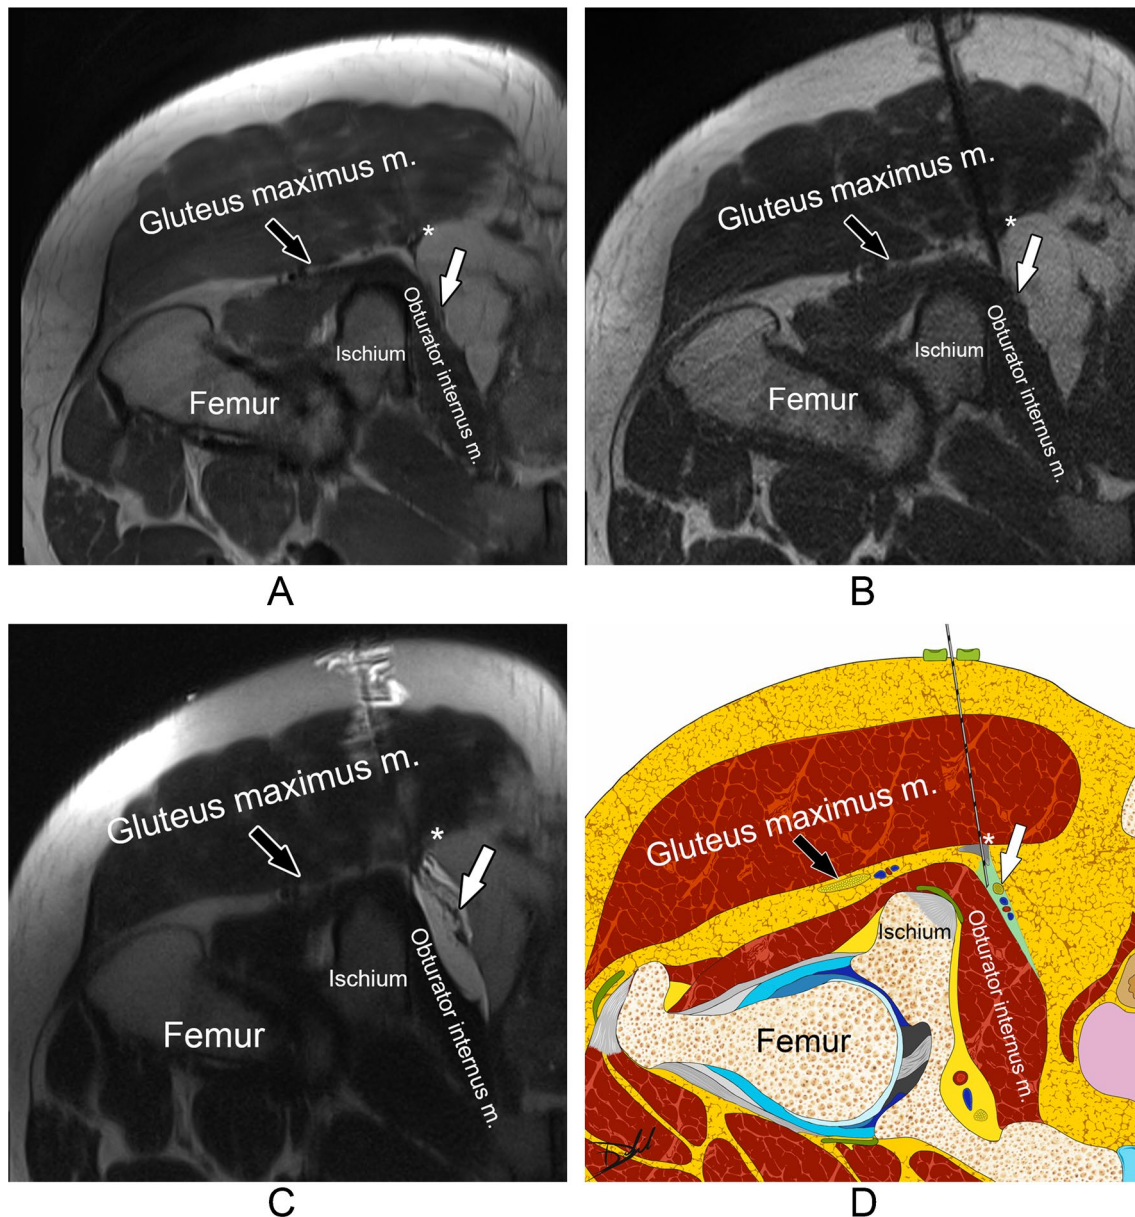 Gluteus maximus m.
*
Obturator internus m.
Ischium
Femur
A
Gluteus maximus m.
*
Obturator internus m.
Ischium
Femur
B
Gluteus maximus m.
*
Obturator internus m.
Ischium
Femur
C
Gluteus maximus m.
*
Ischium
Obturator internus m.
Femur
D